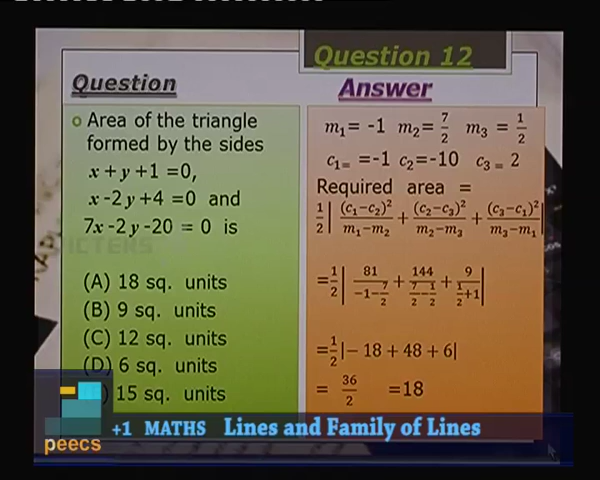 Question 12
Question
Answer
Area of the triangle
formed by the sides
x+y+1=0,
x-2y+4=0 and
7x-2y-20 = 0 is
(A) 18 sq. units
(B) 9 sq. units
(C) 12 sq. units
(D) 6 sq. units
15 sq. units
m₁= -1 m₂= 7/2 m₃ = 1/2
c₁₌ =-1 c₂=-10 c₃ ₌ 2
Required area =
1/2 | (c₁−c₂)²/(m₁−m₂) + (c₂−c₃)²/(m₂−m₃) + (c₃−c₁)²/(m₃−m₁) |
=1/2 | 81/(−1−7/2) + 144/(7/2−1/2) + 9/(1/2+1) |
=1/2 |− 18 + 48 + 6|
= 36/2 =18
+1 MATHS Lines and Family of Lines
peecs